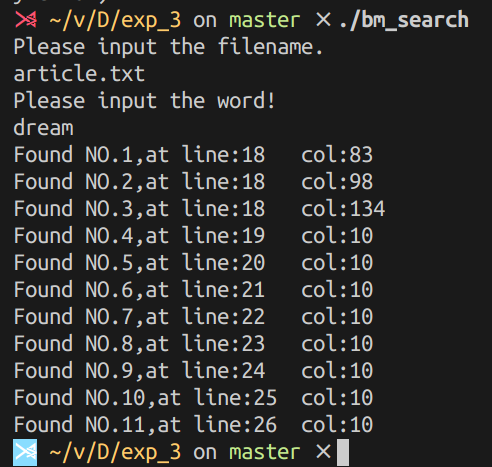 ~/v/D/exp_3 on master ×./bm_search
Please input the filename.
article.txt
Please input the word!
dream
Found NO.1,at line:18   col:83
Found NO.2,at line:18   col:98
Found NO.3,at line:18   col:134
Found NO.4,at line:19   col:10
Found NO.5,at line:20   col:10
Found NO.6,at line:21   col:10
Found NO.7,at line:22   col:10
Found NO.8,at line:23   col:10
Found NO.9,at line:24   col:10
Found NO.10,at line:25  col:10
Found NO.11,at line:26  col:10
~/v/D/exp_3 on master ×